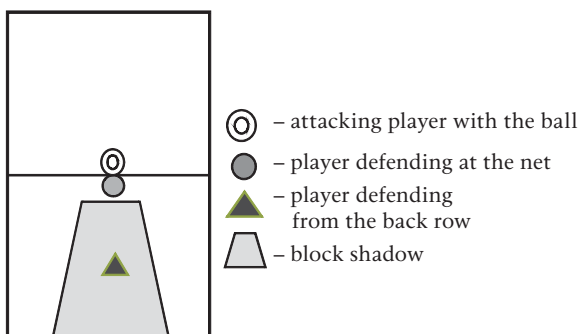 – attacking player with the ball
– player defending at the net
– player defending
from the back row
– block shadow